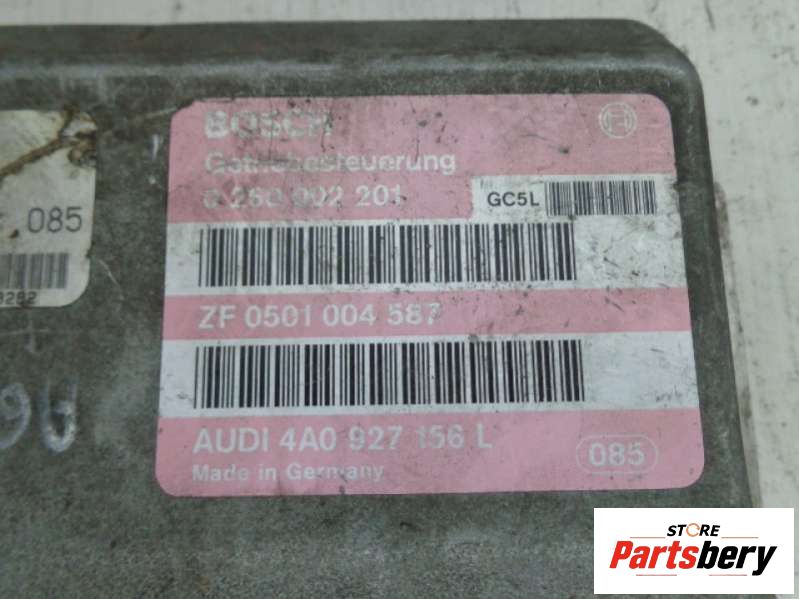 BOSCH
Getriebesteuerung
0 260 002 201
GC5L
085
ZF 0501 004 587
AUDI 4A0 927 156 L
085
Made in Germany
STORE
Partsbery